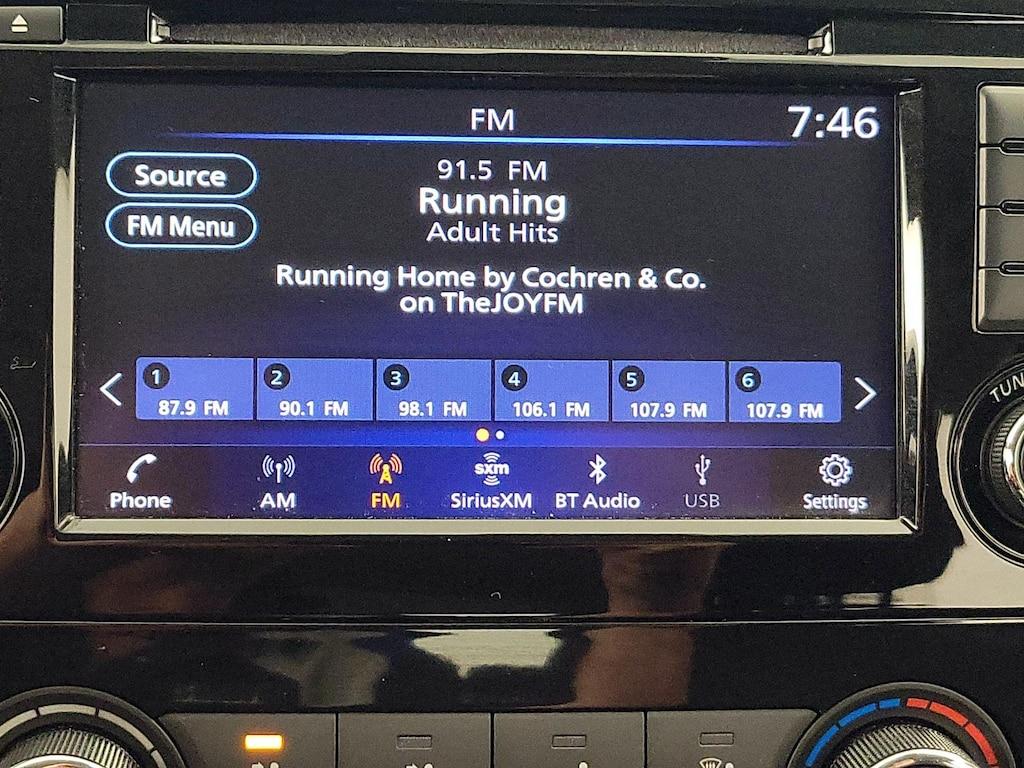 FM
7:46
Source
91.5 FM
Running
FM Menu
Adult Hits
Running Home by Cochren & Co.
on TheJOYFM
1
2
3
4
5
6
87.9 FM
90.1 FM
98.1 FM
106.1 FM
107.9 FM
107.9 FM
sxm
Phone
AM
FM
SiriusXM
BT Audio
USB
Settings